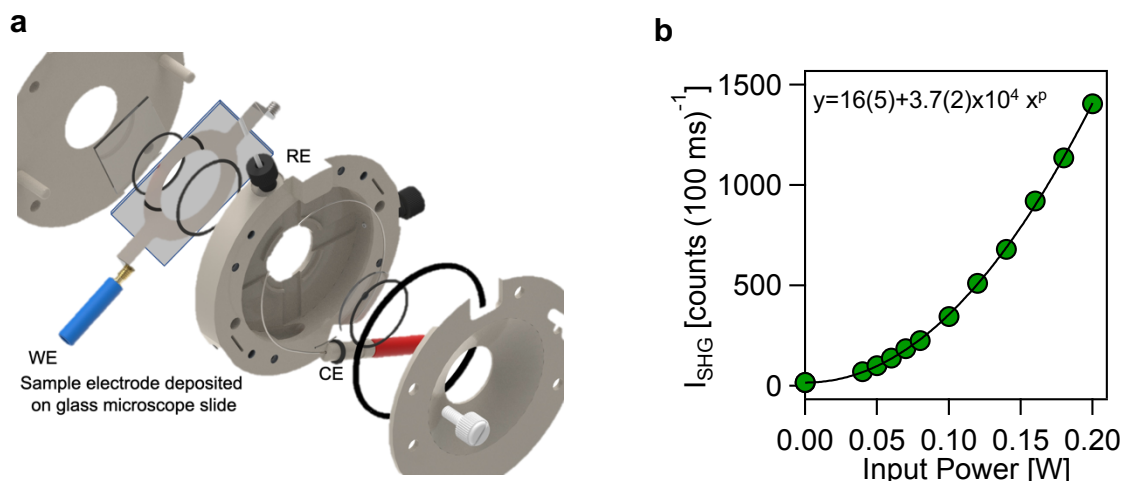 a
RE
WE
CE
Sample electrode deposited
on glass microscope slide
b
y=16(5)+3.7(2)x10⁴ xᵖ
I_SHG [counts (100 ms)⁻¹]
1500
1000
500
0
0.00 0.05 0.10 0.15 0.20
Input Power [W]